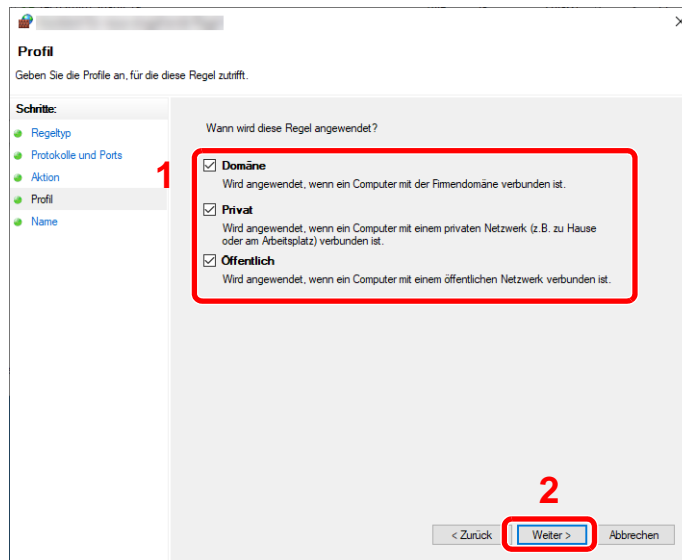 Profil
Geben Sie die Profile an, für die diese Regel zutrifft.
Schritte:
Regeltyp
Protokolle und Ports
Aktion
Profil
Name
Wann wird diese Regel angewendet?
1
Domäne
Wird angewendet, wenn ein Computer mit der Firmendomäne verbunden ist.
Privat
Wird angewendet, wenn ein Computer mit einem privaten Netzwerk (z.B. zu Hause
oder am Arbeitsplatz) verbunden ist.
Öffentlich
Wird angewendet, wenn ein Computer mit einem öffentlichen Netzwerk verbunden ist.
2
< Zurück
Weiter >
Abbrechen